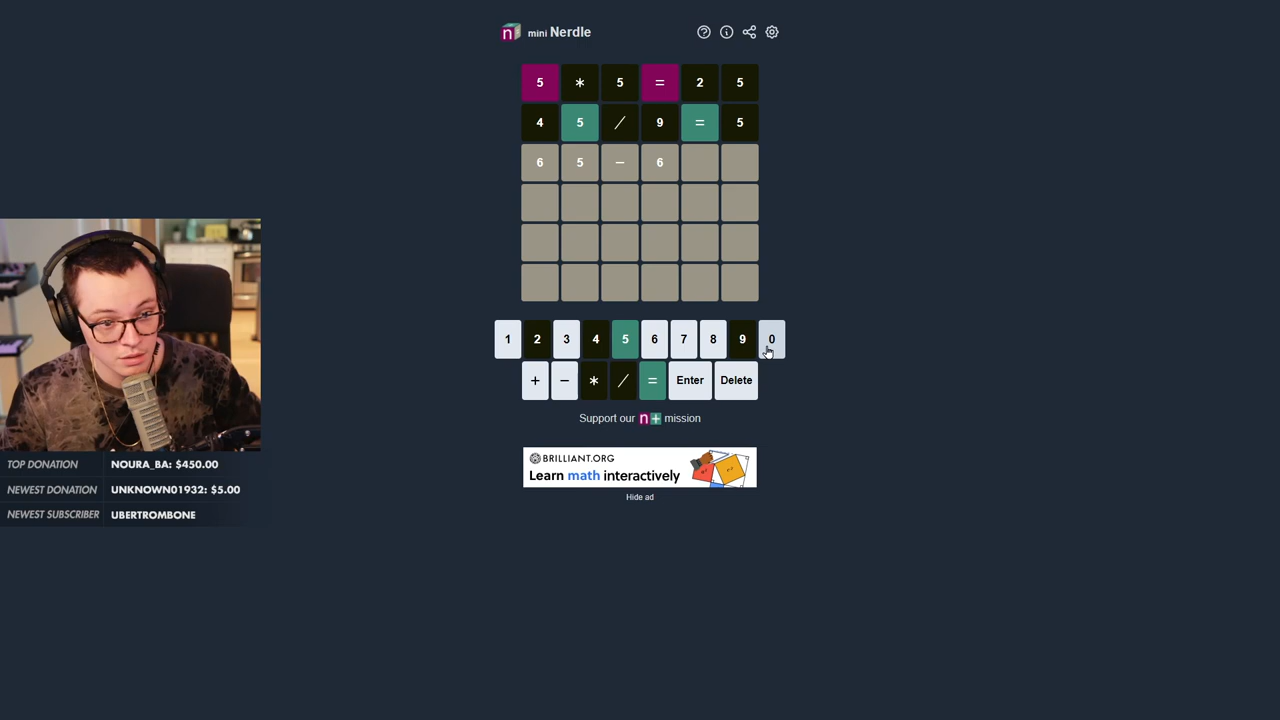 mini Nerdle
5 * 5 = 2 5
4 5 / 9 = 5
6 5 - 6
1 2 3 4 5 6 7 8 9 0
+ - * / = Enter Delete
Support our n+ mission
BRILLIANT.ORG
Learn math interactively
Hide ad
TOP DONATION NOURA_BA: $450.00
NEWEST DONATION UNKNOWN01932: $5.00
NEWEST SUBSCRIBER UBERTROMBONE